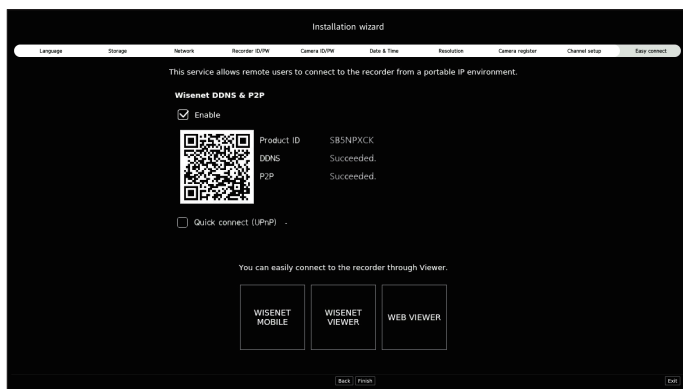 Installation wizard
Language Storage Network Recorder ID/PW Camera ID/PW Date & Time Resolution Camera register Channel setup Easy connect
This service allows remote users to connect to the recorder from a portable IP environment.
Wisenet DDNS & P2P
Enable
Product ID SB5NPXCK
DDNS Succeeded.
P2P Succeeded.
Quick connect (UPnP) -
You can easily connect to the recorder through Viewer.
WISENET
MOBILE
WISENET
VIEWER
WEB VIEWER
Back Finish Exit